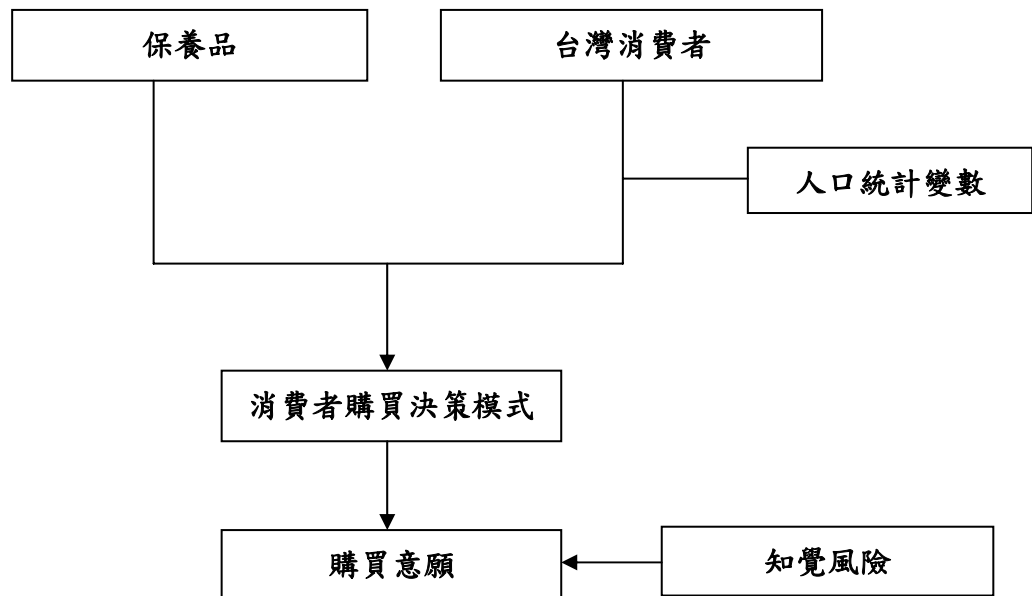 保養品
台灣消費者
人口統計變數
消費者購買決策模式
購買意願
知覺風險